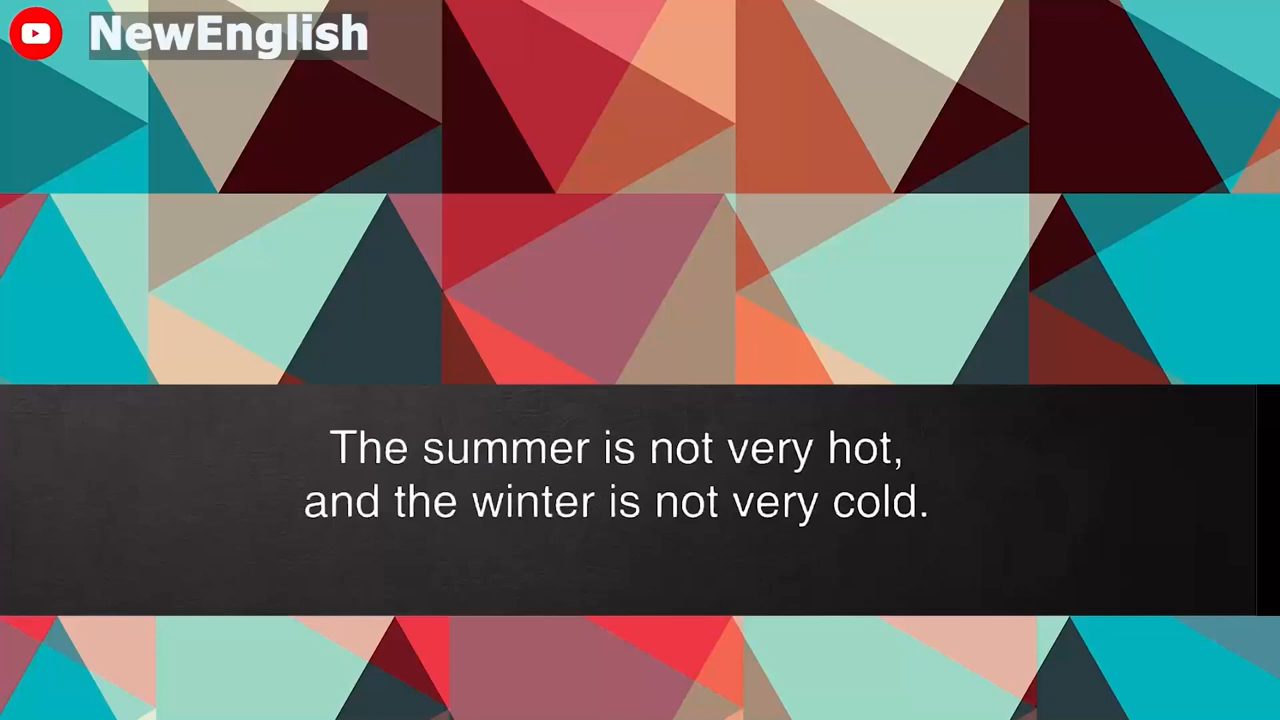 NewEnglish
The summer is not very hot,
and the winter is not very cold.